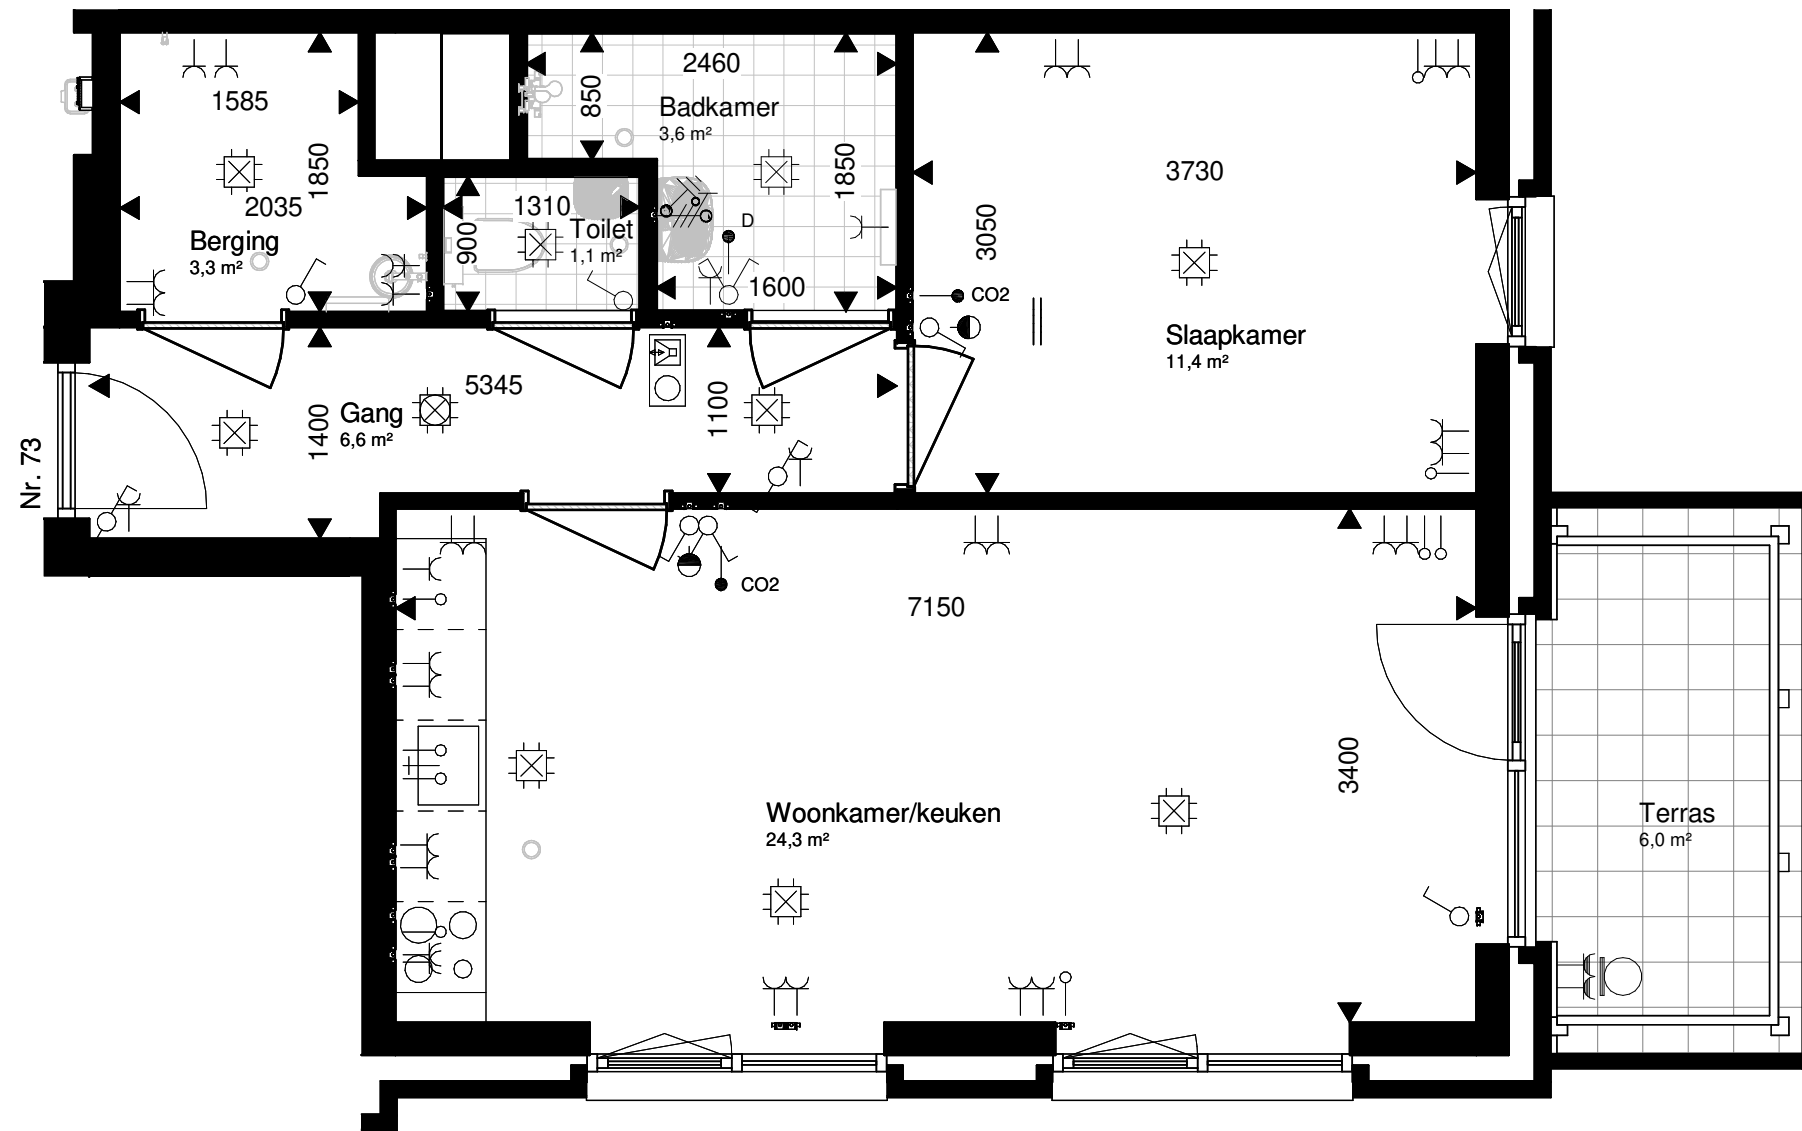 2460
1585
850
Badkamer
3,6 m²
1850
1850
3730
2035
1310
Toilet
1,1 m²
900
D
3050
Berging
3,3 m²
1600
CO2
Slaapkamer
11,4 m²
5345
Gang
6,6 m²
1400
1100
Nr. 73
CO2
7150
3400
Woonkamer/keuken
24,3 m²
Terras
6,0 m²